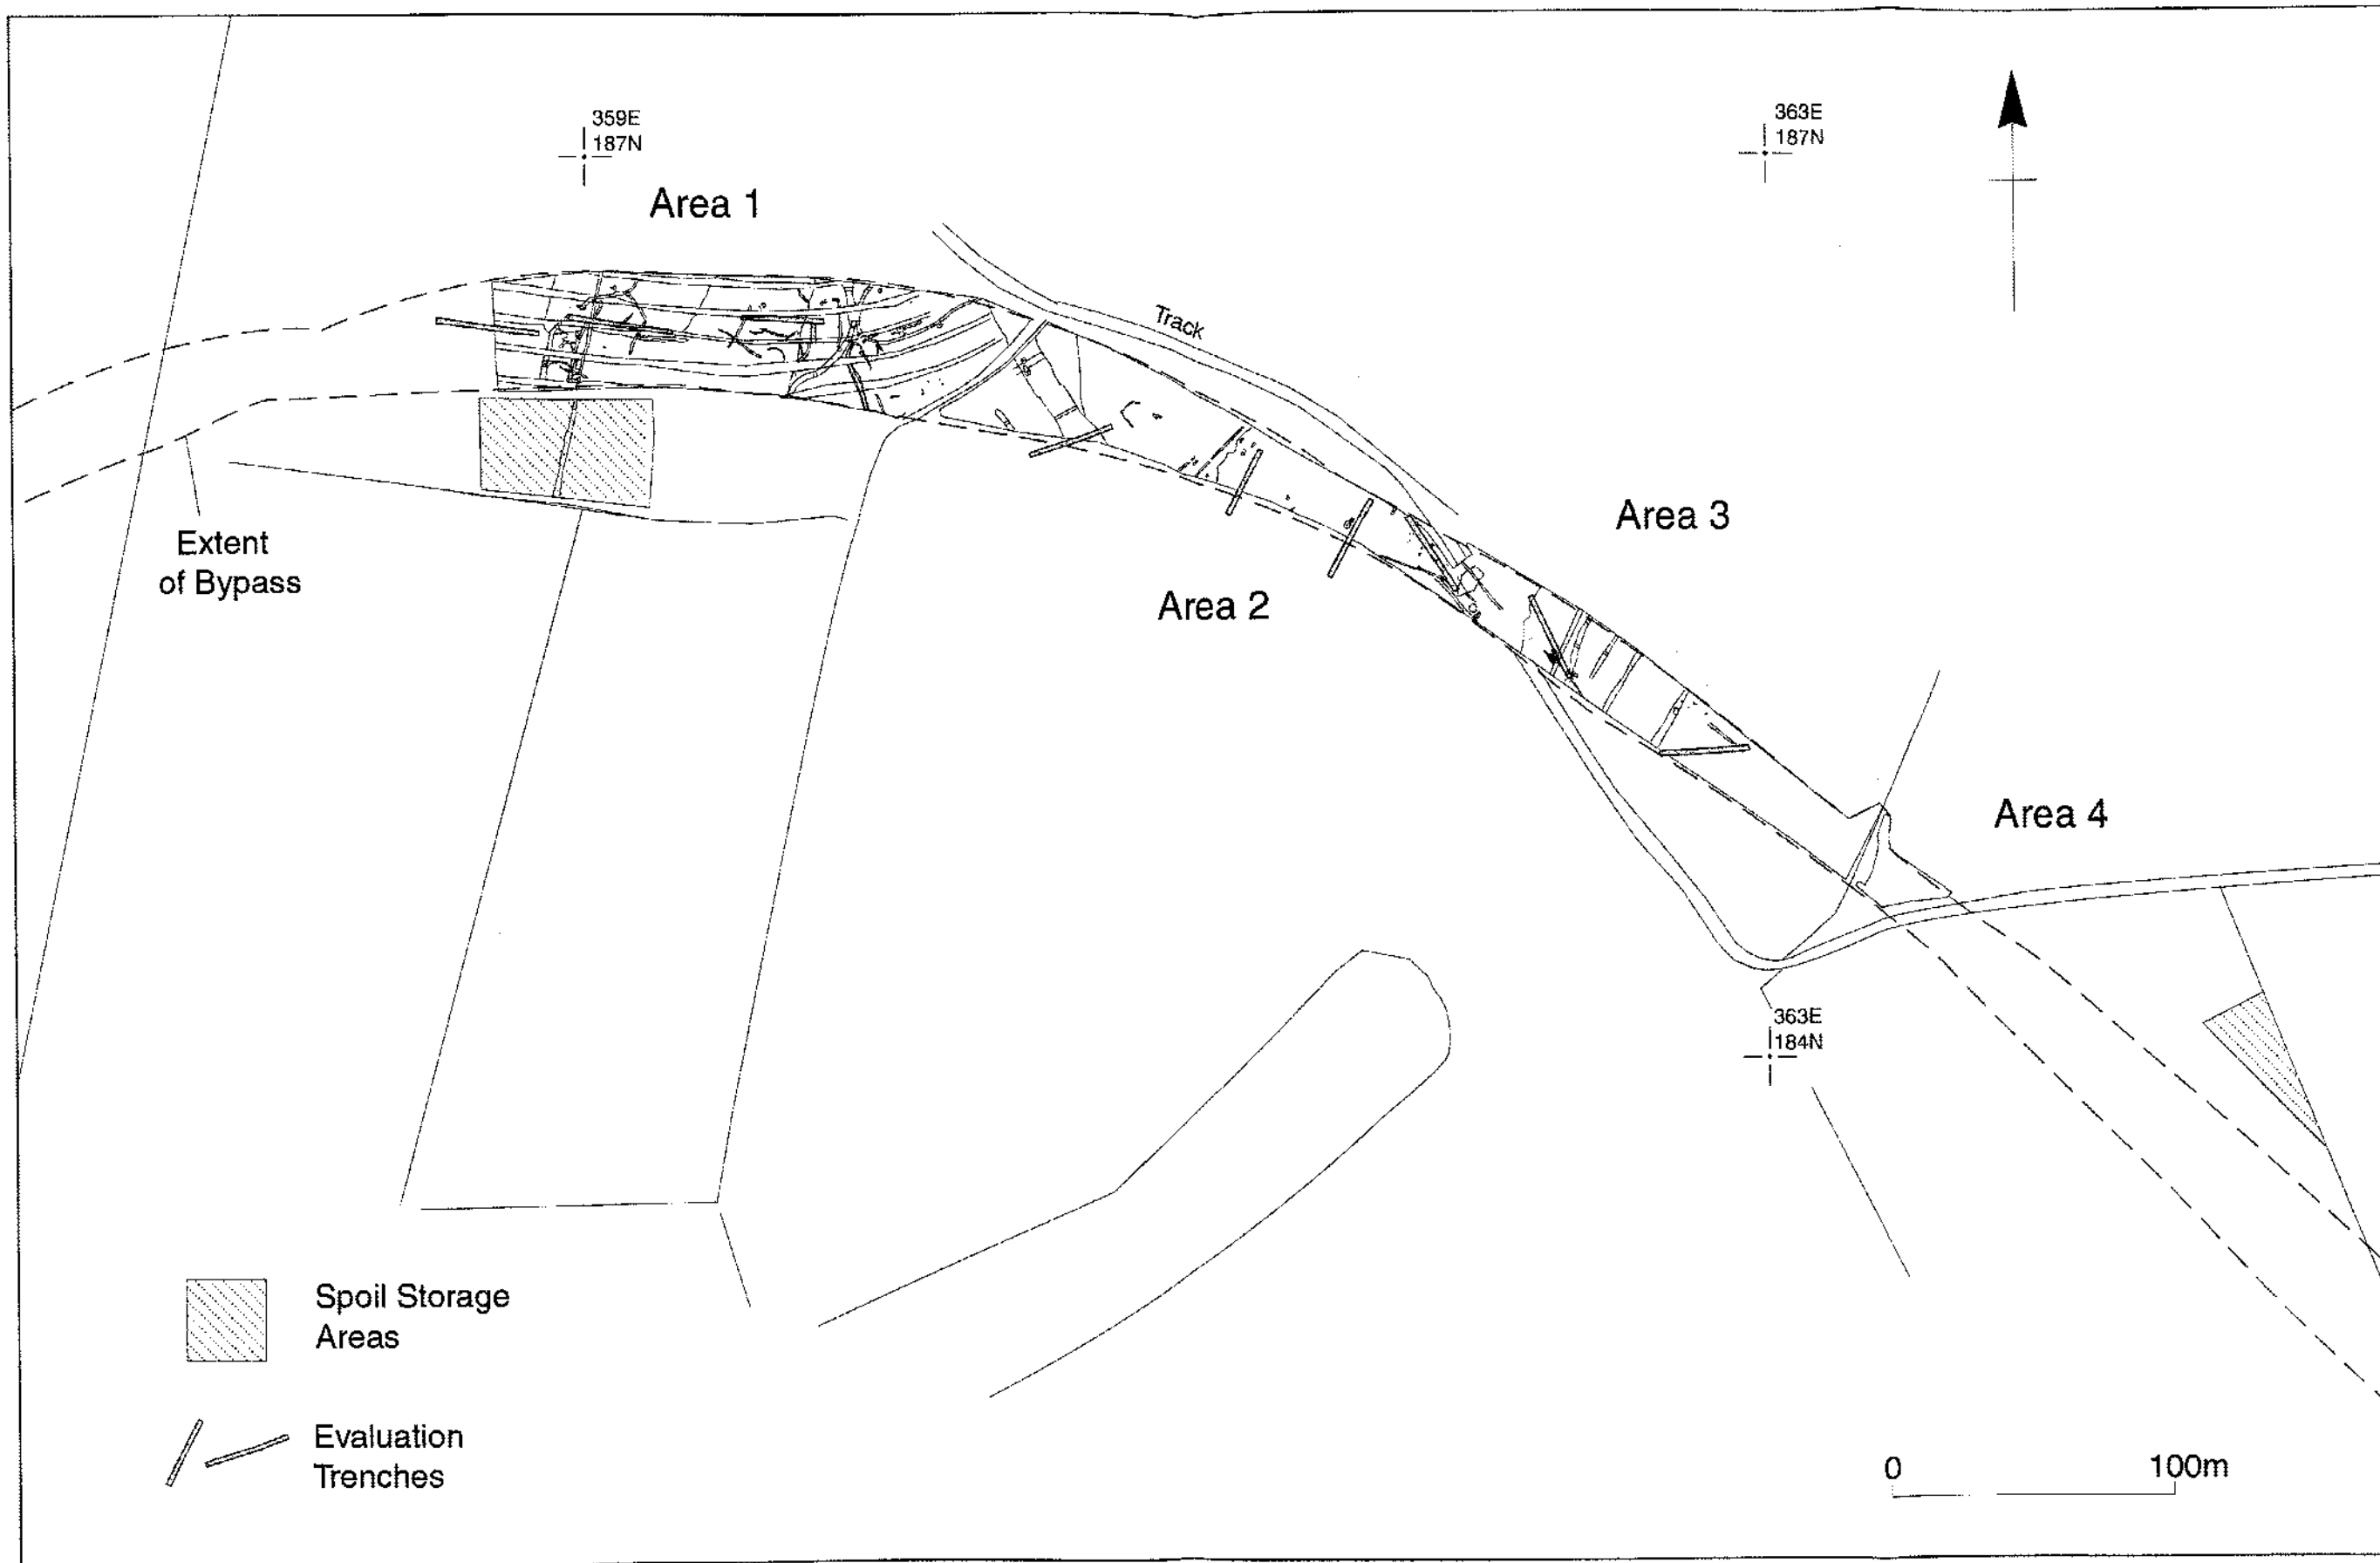 359E
187N
363E
187N
Area 1
Track
Area 3
Extent
of Bypass
Area 2
Area 4
363E
184N
Spoil Storage
Areas
Evaluation
Trenches
0 100m